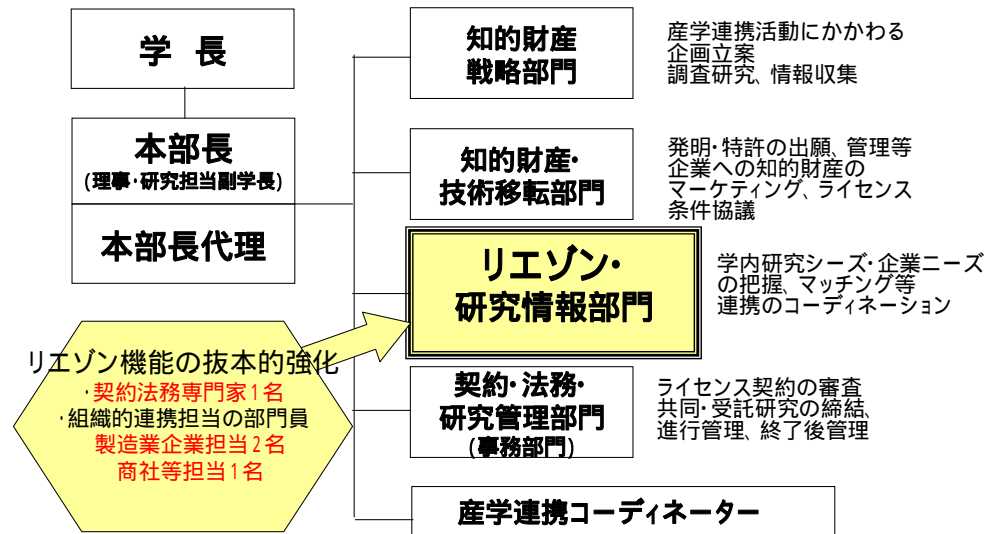 学 長
本部長
(理事・研究担当副学長)
本部長代理
リエゾン機能の抜本的強化
・契約法務専門家1名
・組織的連携担当の部門員
製造業企業担当2名
商社等担当1名
知的財産
戦略部門
産学連携活動にかかわる
企画立案
調査研究、情報収集
知的財産・
技術移転部門
発明・特許の出願、管理等
企業への知的財産の
マーケティング、ライセンス
条件協議
リエゾン・
研究情報部門
学内研究シーズ・企業ニーズ
の把握、マッチング等
連携のコーディネーション
契約・法務・
研究管理部門
(事務部門)
ライセンス契約の審査
共同・受託研究の締結、
進行管理、終了後管理
産学連携コーディネーター